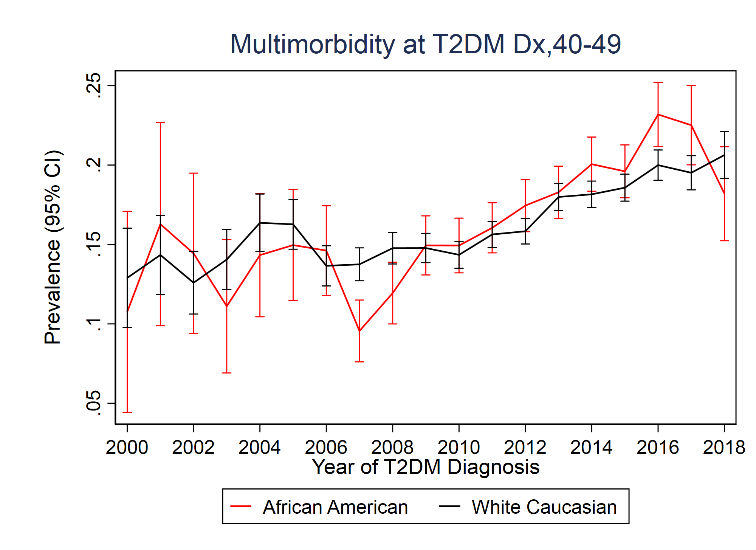 Multimorbidity at T2DM Dx,40-49
Prevalence (95% CI)
.25
.2
.15
.1
.05
2000 2002 2004 2006 2008 2010 2012 2014 2016 2018
Year of T2DM Diagnosis
African American White Caucasian